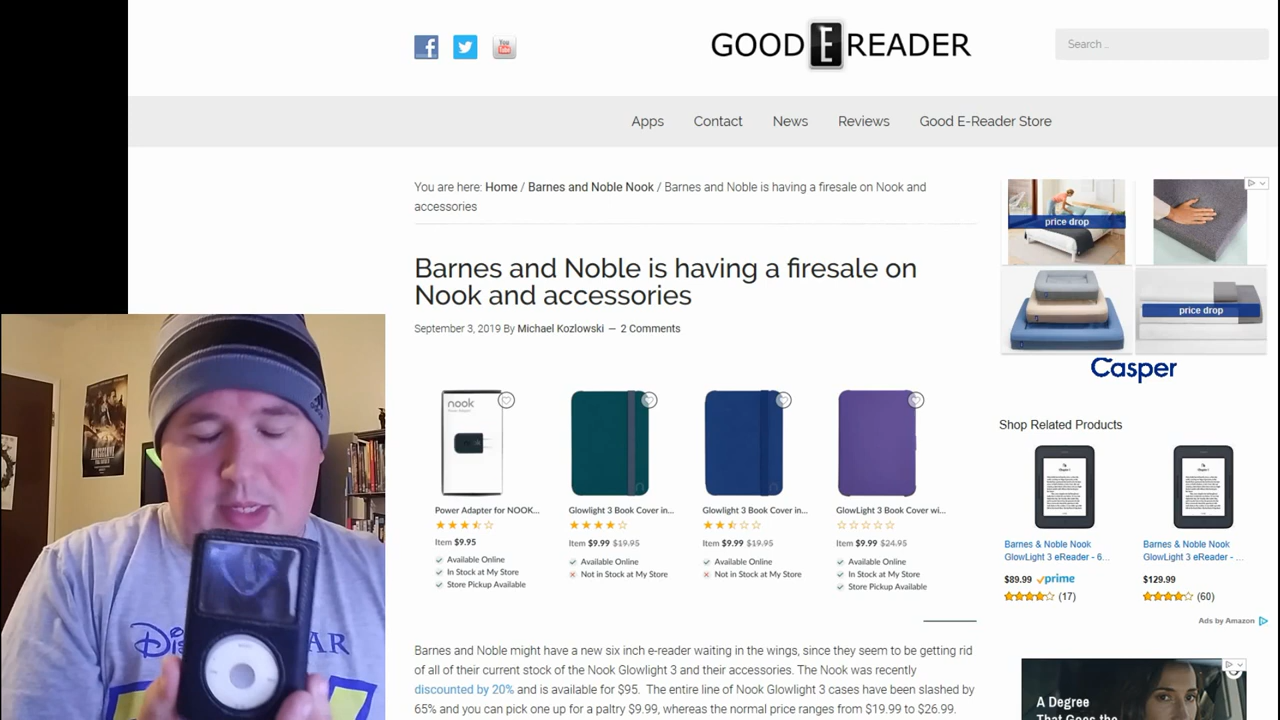 GOOD E READER
Search ..
Apps
Contact
News
Reviews
Good E-Reader Store
You are here: Home / Barnes and Noble Nook / Barnes and Noble is having a firesale on Nook and
accessories
Barnes and Noble is having a firesale on
Nook and accessories
September 3, 2019 By Michael Kozlowski — 2 Comments
nook
Power Adapter for NOOK...
Item $9.95
Available Online
In Stock at My Store
Store Pickup Available
Glowlight 3 Book Cover in...
Item $9.99 $19.95
Available Online
Not in Stock at My Store
Glowlight 3 Book Cover in...
Item $9.99 $19.95
Available Online
Not in Stock at My Store
GlowLight 3 Book Cover wi...
Item $9.99 $24.95
Available Online
In Stock at My Store
Store Pickup Available
Barnes and Noble might have a new six inch e-reader waiting in the wings, since they seem to be getting rid
of all of their current stock of the Nook Glowlight 3 and their accessories. The Nook was recently
discounted by 20% and is available for $95. The entire line of Nook Glowlight 3 cases have been slashed by
65% and you can pick one up for a paltry $9.99, whereas the normal price ranges from $19.99 to $26.99.
price drop
price drop
Casper
Shop Related Products
Barnes & Noble Nook
GlowLight 3 eReader - 6...
$89.99 prime
(17)
Barnes & Noble Nook
GlowLight 3 eReader - ...
$129.99
(60)
Ads by Amazon
A Degree
That Goes the